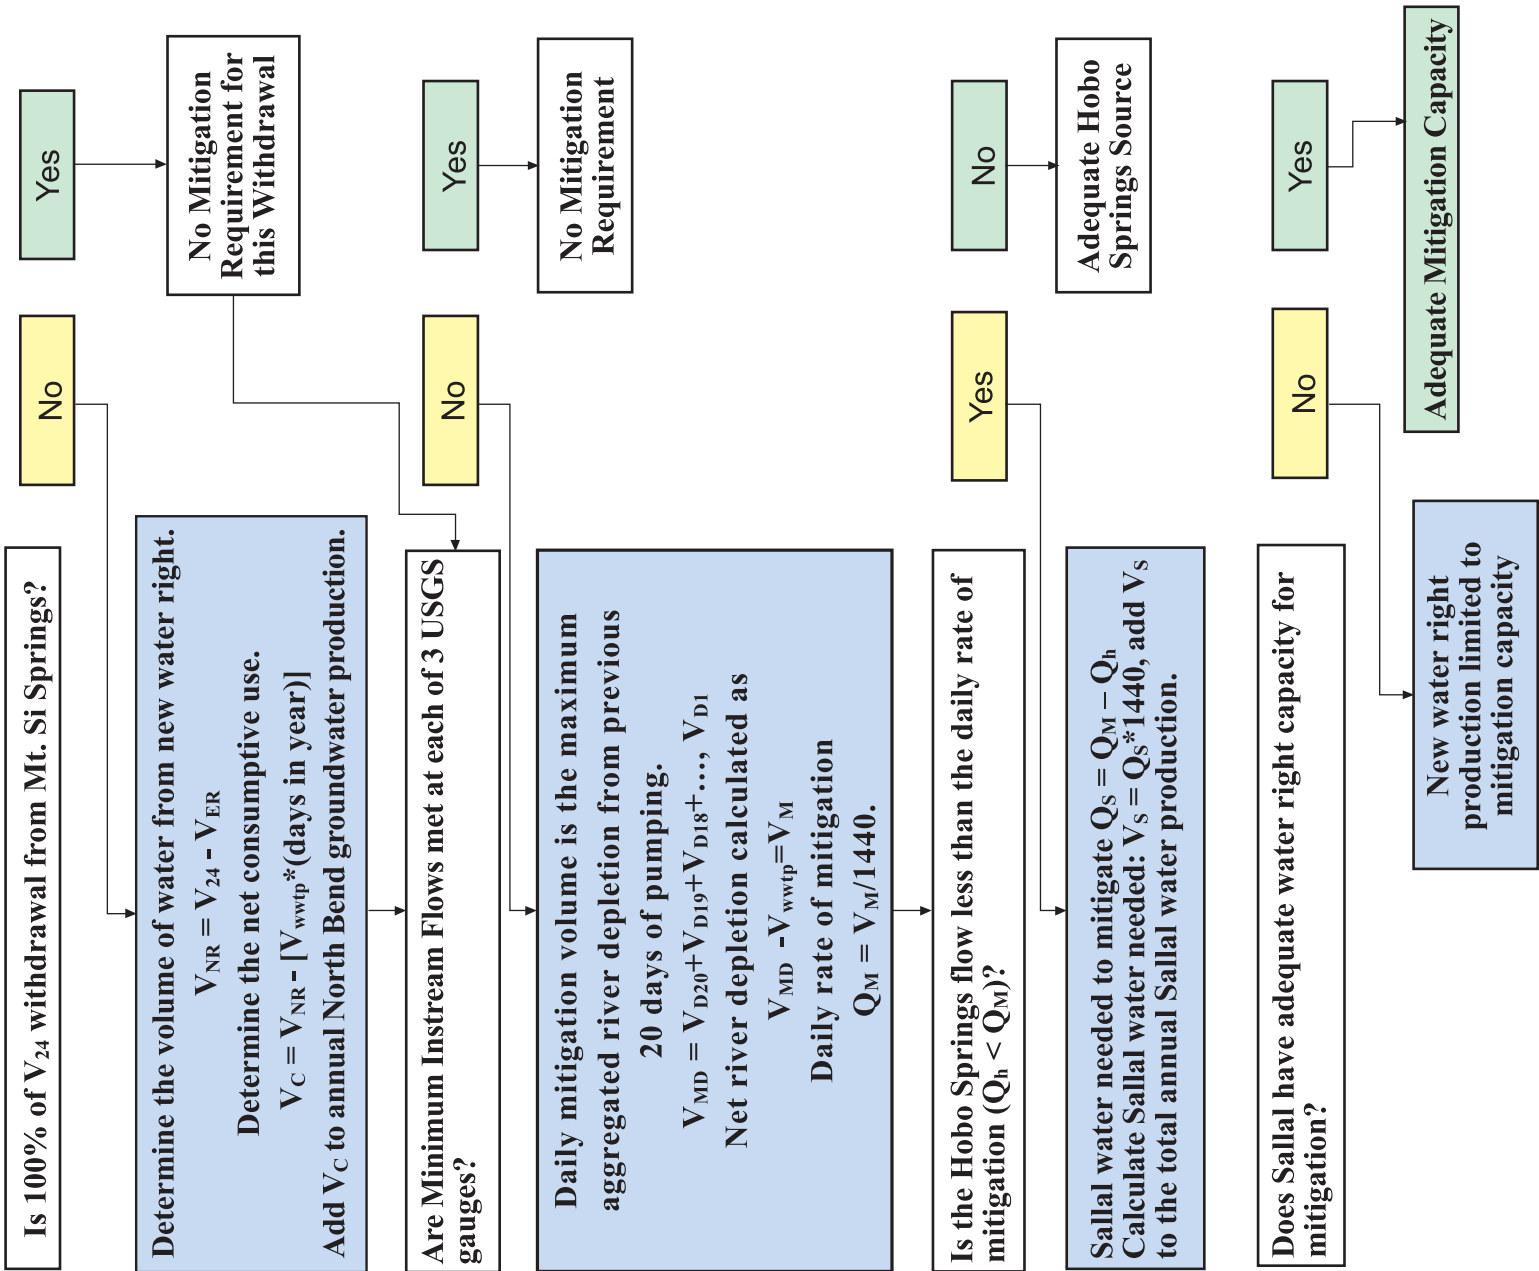 Is 100% of V24 withdrawal from Mt. Si Springs?
No
Yes
Determine the volume of water from new water right.
VNR = V24 - VER
Determine the net consumptive use.
VC = VNR - [Vwwtp*(days in year)]
Add VC to annual North Bend groundwater production.
No Mitigation
Requirement for
this Withdrawal
Are Minimum Instream Flows met at each of 3 USGS
gauges?
No
Yes
Daily mitigation volume is the maximum
aggregated river depletion from previous
20 days of pumping.
VMD = VD20+VD19+VD18+..., VD1
Net river depletion calculated as
VMD -Vwwtp=VM
Daily rate of mitigation
QM = VM/1440.
No Mitigation
Requirement
Is the Hobo Springs flow less than the daily rate of
mitigation (Qh < QM)?
Yes
No
Sallal water needed to mitigate QS = QM – Qh
Calculate Sallal water needed: VS = QS*1440, add VS
to the total annual Sallal water production.
Adequate Hobo
Springs Source
Does Sallal have adequate water right capacity for
mitigation?
No
Yes
New water right
production limited to
mitigation capacity
Adequate Mitigation Capacity